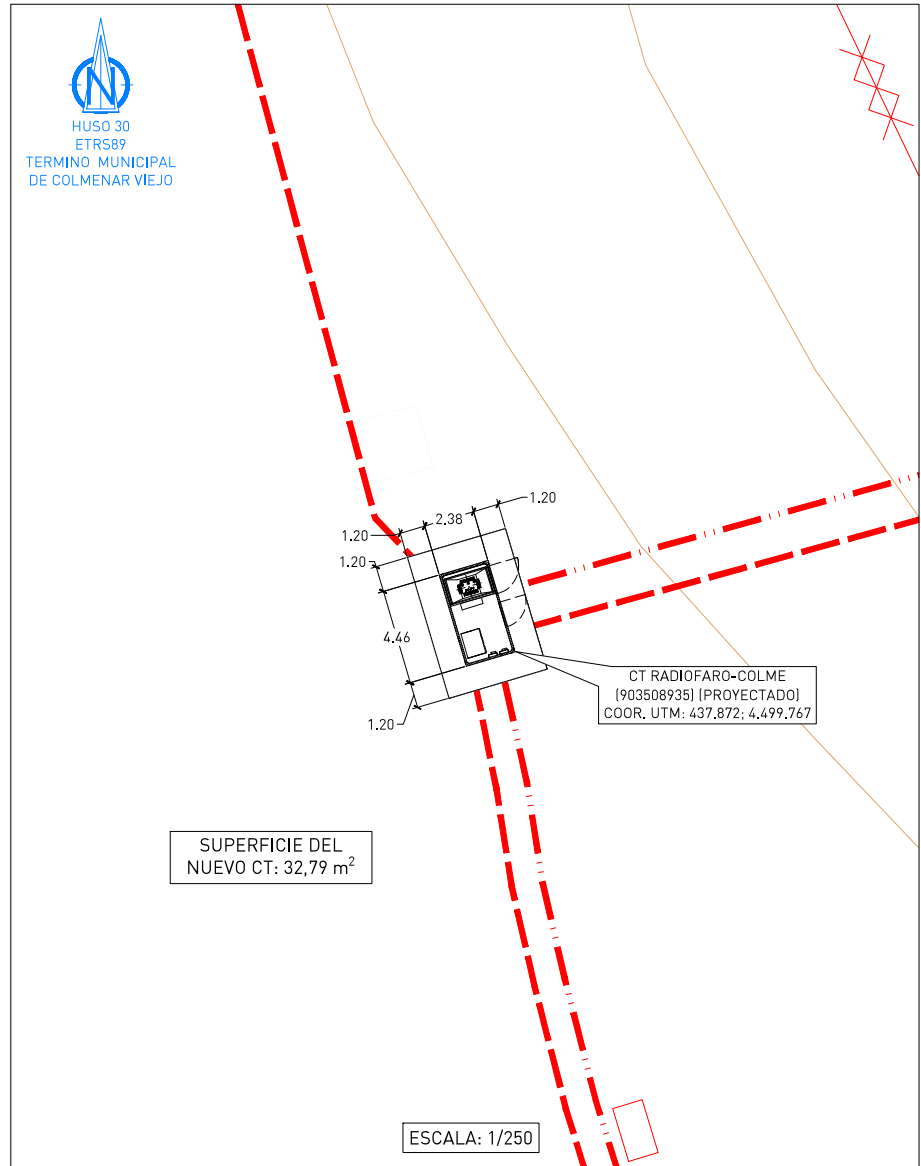 N
HUSO 30
ETRS89
TERMINO MUNICIPAL
DE COLMENAR VIEJO
1.20
2.38
1.20
1.20
4.46
1.20
CT RADIOFARO-COLME
(903508935) (PROYECTADO)
COOR. UTM: 437.872; 4.499.767
SUPERFICIE DEL
NUEVO CT: 32,79 m²
ESCALA: 1/250